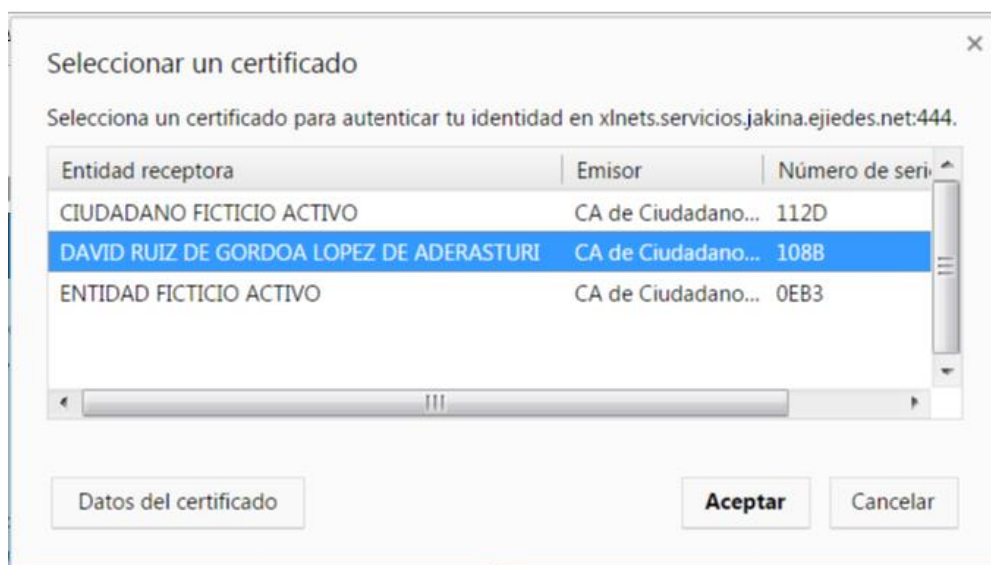 Seleccionar un certificado
Selecciona un certificado para autenticar tu identidad en xlnets.servicios.jakina.ejiedes.net:444.
Entidad receptora Emisor Número de seri
CIUDADANO FICTICIO ACTIVO CA de Ciudadano... 112D
DAVID RUIZ DE GORDOA LOPEZ DE ADERASTURI CA de Ciudadano... 108B
ENTIDAD FICTICIO ACTIVO CA de Ciudadano... 0EB3
Datos del certificado Aceptar Cancelar